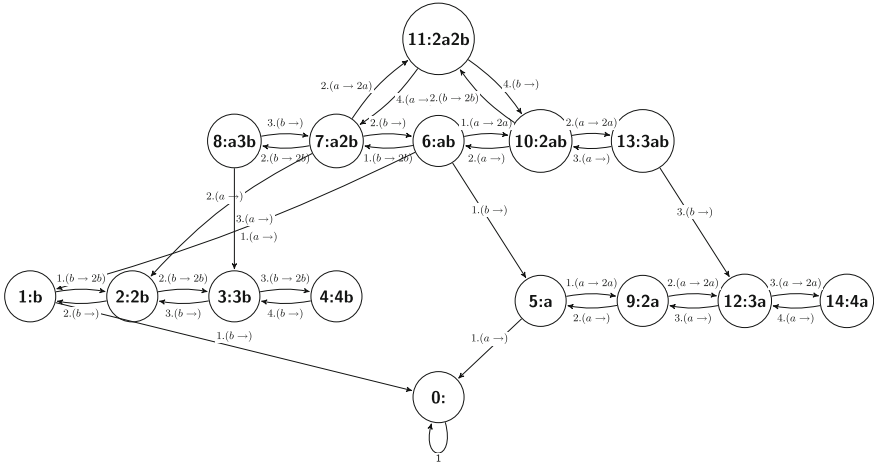 11:2a2b
2.(a → 2a)
4.(b →)
4.(a →
2.(b → 2b)
3.(b →)
2.(b →)
1.(a → 2a)
2.(a → 2a)
8:a3b
7:a2b
6:ab
10:2ab
13:3ab
2.(b → 2b)
1.(b → 2b)
2.(a →)
3.(a →)
2.(a →)
1.(b →)
3.(b →)
3.(a →)
1.(a →)
1.(b → 2b)
2.(b → 2b)
3.(b → 2b)
1.(a → 2a)
2.(a → 2a)
3.(a → 2a)
1:b
2:2b
3:3b
4:4b
5:a
9:2a
12:3a
14:4a
2.(b →)
3.(b →)
4.(b →)
2.(a →)
3.(a →)
4.(a →)
1.(b →)
1.(a →)
0:
1